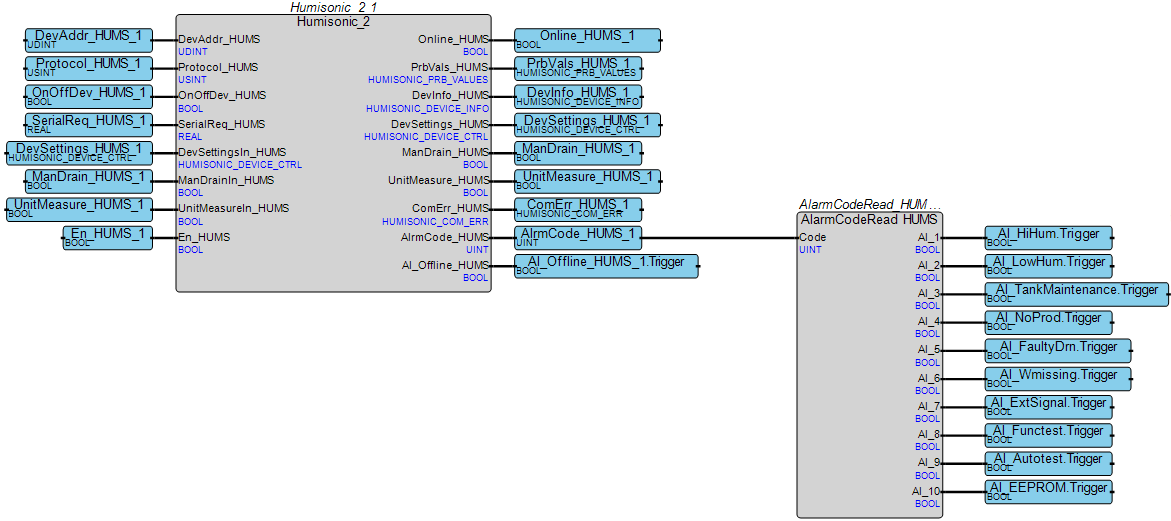 Humisonic_2_1
Humisonic_2
DevAddr_HUMS_1
UDINT
DevAddr_HUMS
UDINT
Online_HUMS
BOOL
Online_HUMS_1
BOOL
Protocol_HUMS_1
USINT
Protocol_HUMS
USINT
PrbVals_HUMS
HUMISONIC_PRB_VALUES
PrbVals_HUMS_1
HUMISONIC_PRB_VALUES
OnOffDev_HUMS_1
BOOL
OnOffDev_HUMS
BOOL
DevInfo_HUMS
HUMISONIC_DEVICE_INFO
DevInfo_HUMS_1
HUMISONIC_DEVICE_INFO
SerialReq_HUMS_1
REAL
SerialReq_HUMS
REAL
DevSettings_HUMS
HUMISONIC_DEVICE_CTRL
DevSettings_HUMS_1
HUMISONIC_DEVICE_CTRL
DevSettings_HUMS_1
HUMISONIC_DEVICE_CTRL
DevSettingsIn_HUMS
HUMISONIC_DEVICE_CTRL
ManDrain_HUMS
BOOL
ManDrain_HUMS_1
BOOL
ManDrain_HUMS_1
BOOL
ManDrainIn_HUMS
BOOL
UnitMeasure_HUMS
BOOL
UnitMeasure_HUMS_1
BOOL
UnitMeasure_HUMS_1
BOOL
UnitMeasureIn_HUMS
BOOL
ComErr_HUMS
HUMISONIC_COM_ERR
ComErr_HUMS_1
HUMISONIC_COM_ERR
En_HUMS_1
BOOL
En_HUMS
BOOL
AlrmCode_HUMS
UINT
AlrmCode_HUMS_1
UINT
Al_Offline_HUMS
BOOL
Al_Offline_HUMS_1.Trigger
BOOL
AlarmCodeRead_HUM...
AlarmCodeRead_HUMS
Code
UINT
Al_1
BOOL
Al_HiHum.Trigger
BOOL
Al_2
BOOL
Al_LowHum.Trigger
BOOL
Al_3
BOOL
Al_TankMaintenance.Trigger
BOOL
Al_4
BOOL
Al_NoProd.Trigger
BOOL
Al_5
BOOL
Al_FaultyDrn.Trigger
BOOL
Al_6
BOOL
Al_Wmissing.Trigger
BOOL
Al_7
BOOL
Al_ExtSignal.Trigger
BOOL
Al_8
BOOL
Al_Functest.Trigger
BOOL
Al_9
BOOL
Al_Autotest.Trigger
BOOL
Al_10
BOOL
Al_EEPROM.Trigger
BOOL